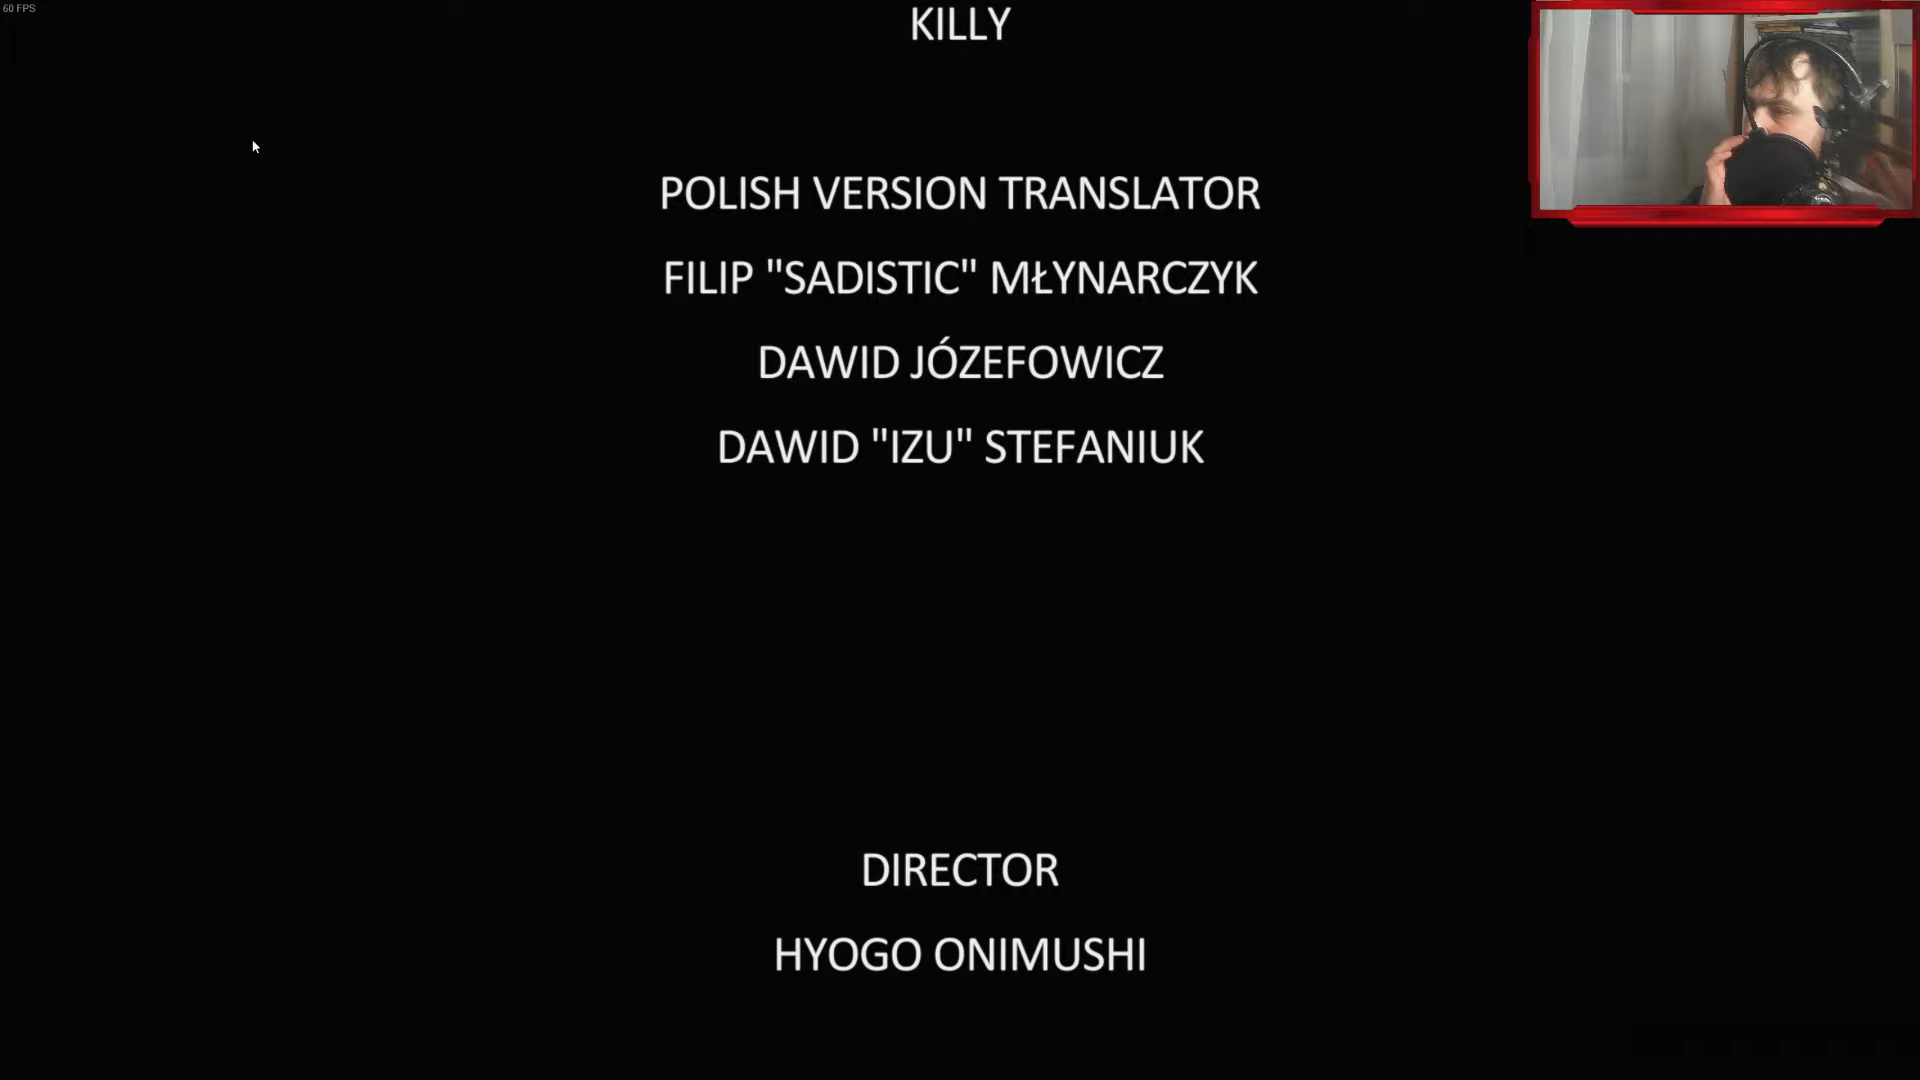 60 FPS
KILLY
POLISH VERSION TRANSLATOR
FILIP "SADISTIC" MŁYNARCZYK
DAWID JÓZEFOWICZ
DAWID "IZU" STEFANIUK
DIRECTOR
HYOGO ONIMUSHI